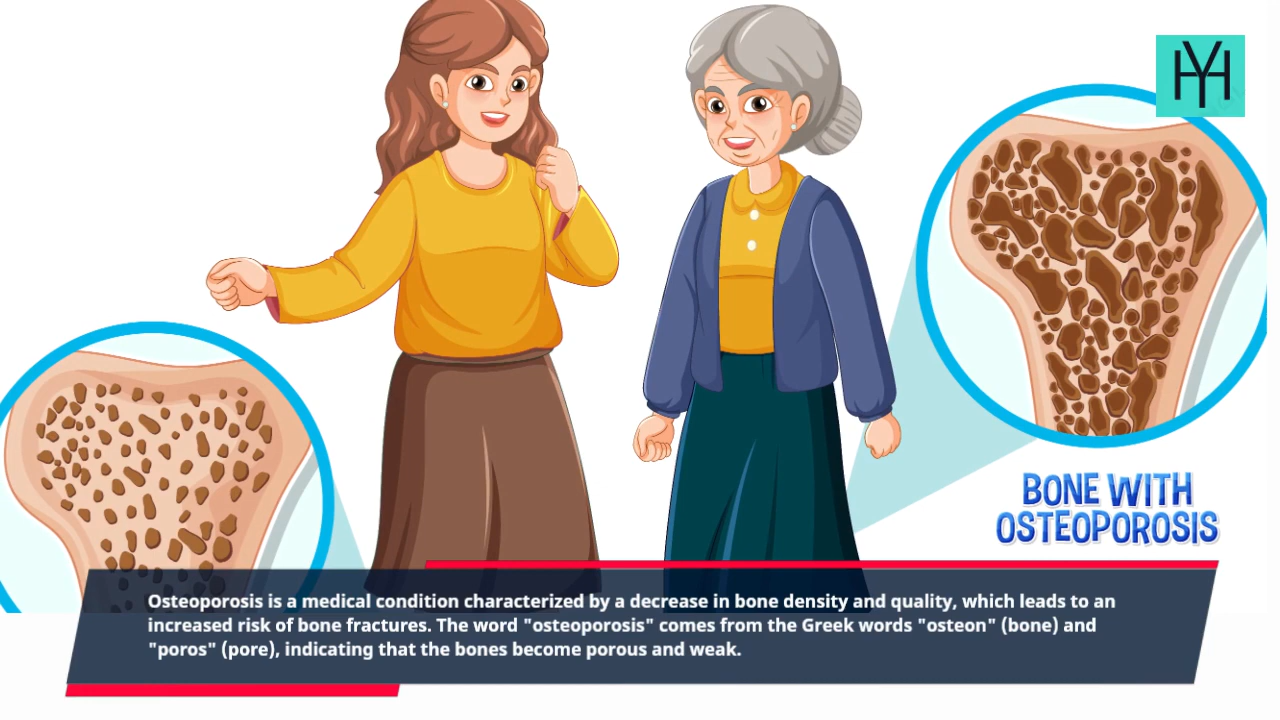 YH
BONE WITH
OSTEOPOROSIS
Osteoporosis is a medical condition characterized by a decrease in bone density and quality, which leads to an
increased risk of bone fractures. The word "osteoporosis" comes from the Greek words "osteon" (bone) and
"poros" (pore), indicating that the bones become porous and weak.